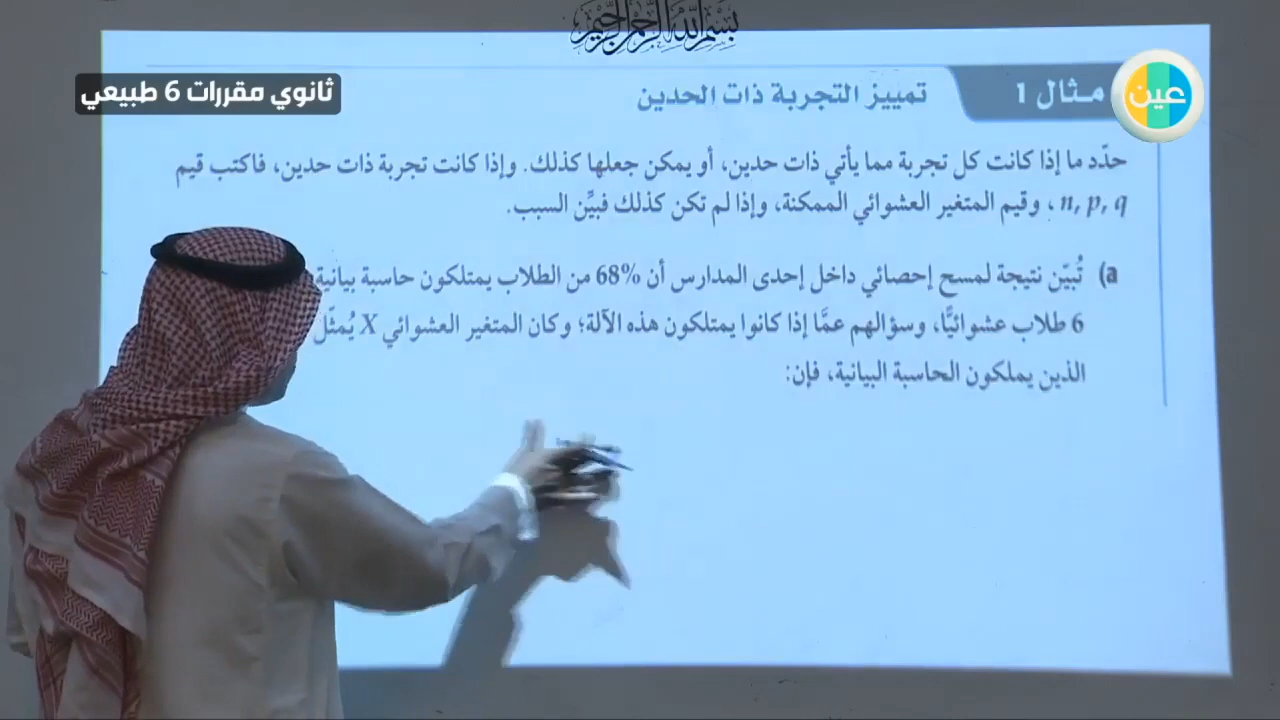 بسم الله الرحمن الرحيم
ثانوي مقررات 6 طبيعي
عين
مثال 1 تمييز التجربة ذات الحدين
حدّد ما إذا كانت كل تجربة مما يأتي ذات حدين، أو يمكن جعلها كذلك. وإذا كانت تجربة ذات حدين، فاكتب قيم
n, p, q ، وقيم المتغير العشوائي الممكنة، وإذا لم تكن كذلك فبيِّن السبب.
a) تُبيّن نتيجة لمسح إحصائي داخل إحدى المدارس أن 68% من الطلاب يمتلكون حاسبة بيانية
6 طلاب عشوائيًّا، وسؤالهم عمَّا إذا كانوا يمتلكون هذه الآلة؛ وكان المتغير العشوائي X يُمثّل
الذين يملكون الحاسبة البيانية، فإن: